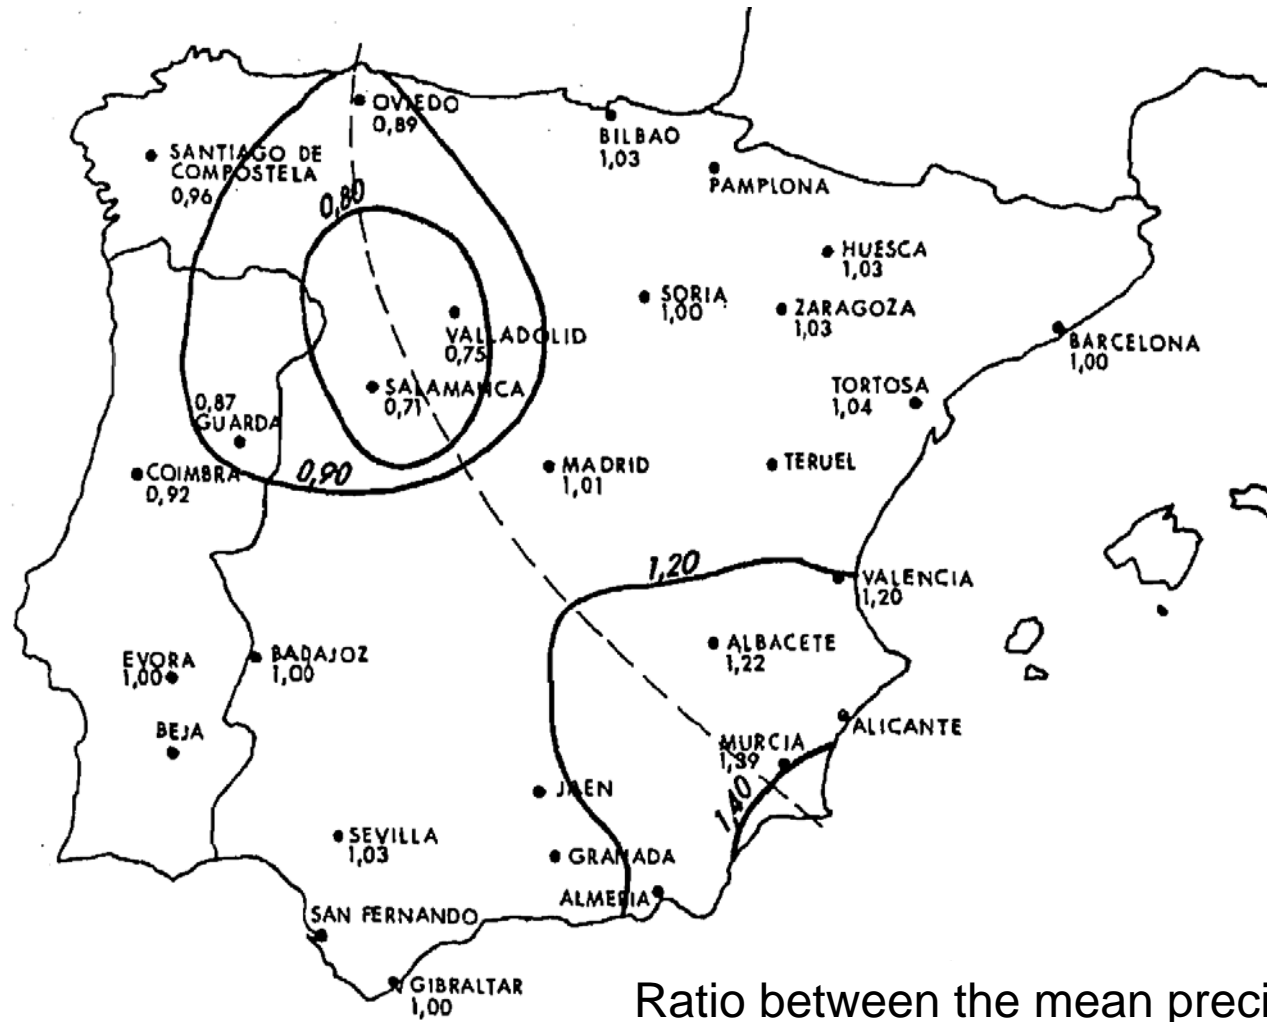 OVIEDO
0,89
BILBAO
1,03
SANTIAGO DE
COMPOSTELA
0,96
PAMPLONA
0,80
HUESCA
1,03
SORIA
1,00
ZARAGOZA
1,03
VALLADOLID
0,75
BARCELONA
1,00
SALAMANCA
0,71
TORTOSA
1,04
0,87
GUARDA
COIMBRA
0,92
0,90
MADRID
1,01
TERUEL
1,20
VALENCIA
1,20
ALBACETE
1,22
EVORA
1,00
BADAJOZ
1,00
BEJA
ALICANTE
MURCIA
1,39
1,40
JAEN
SEVILLA
1,03
GRANADA
ALMERIA
SAN FERNANDO
GIBRALTAR
1,00
Ratio between the mean preci